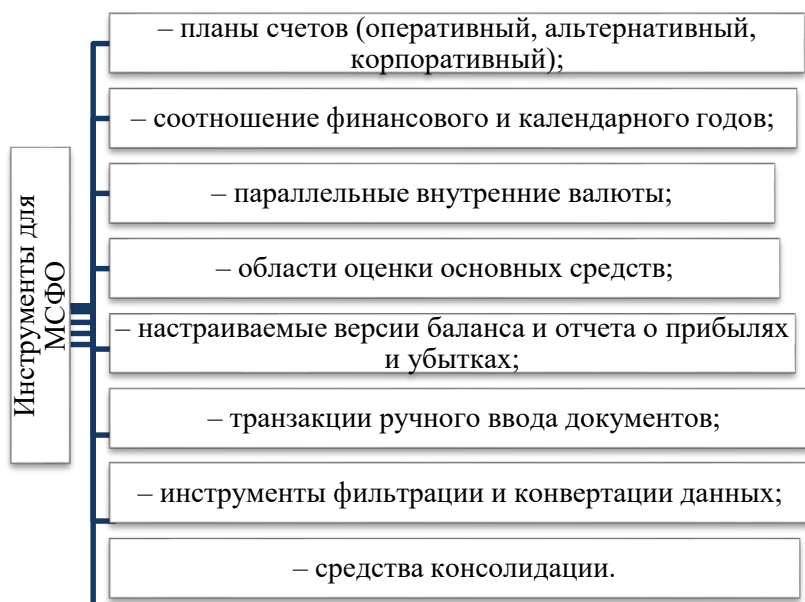 Инструменты для
МСФО
– планы счетов (оперативный, альтернативный,
корпоративный);
– соотношение финансового и календарного годов;
– параллельные внутренние валюты;
– области оценки основных средств;
– настраиваемые версии баланса и отчета о прибылях
и убытках;
– транзакции ручного ввода документов;
– инструменты фильтрации и конвертации данных;
– средства консолидации.